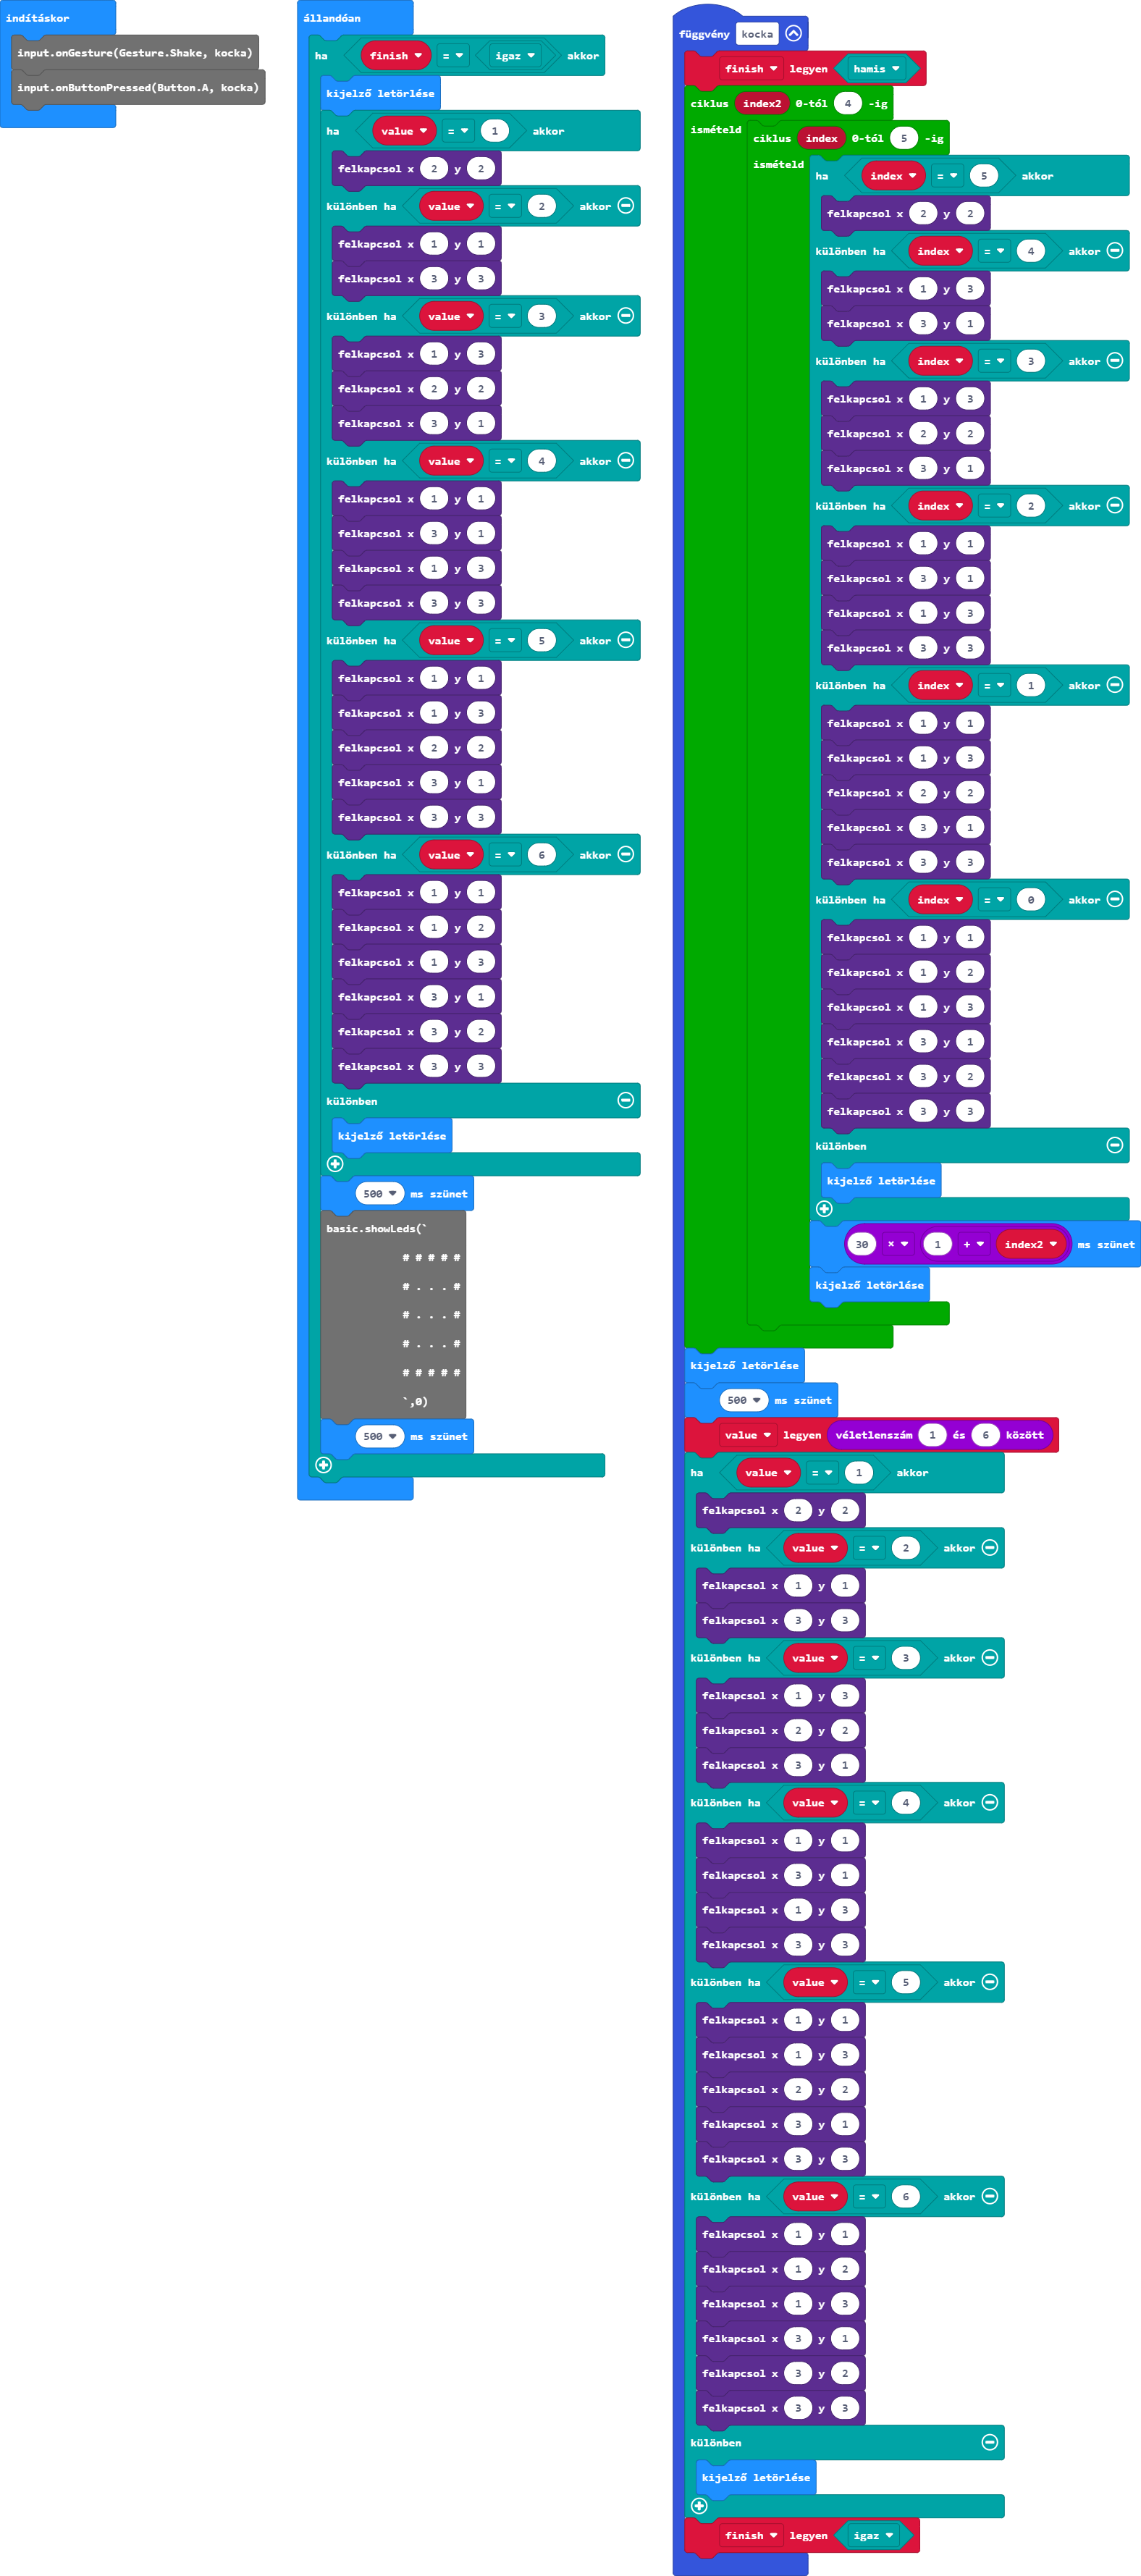 indításkor
input.onGesture(Gesture.Shake, kocka)
input.onButtonPressed(Button.A, kocka)
állandóan
ha finish = igaz akkor
kijelző letörlése
ha value = 1 akkor
felkapcsol x 2 y 2
különben ha value = 2 akkor
felkapcsol x 1 y 1
felkapcsol x 3 y 3
különben ha value = 3 akkor
felkapcsol x 1 y 3
felkapcsol x 2 y 2
felkapcsol x 3 y 1
különben ha value = 4 akkor
felkapcsol x 1 y 1
felkapcsol x 3 y 1
felkapcsol x 1 y 3
felkapcsol x 3 y 3
különben ha value = 5 akkor
felkapcsol x 1 y 1
felkapcsol x 1 y 3
felkapcsol x 2 y 2
felkapcsol x 3 y 1
felkapcsol x 3 y 3
különben ha value = 6 akkor
felkapcsol x 1 y 1
felkapcsol x 1 y 2
felkapcsol x 1 y 3
felkapcsol x 3 y 1
felkapcsol x 3 y 2
felkapcsol x 3 y 3
különben
kijelző letörlése
500 ms szünet
basic.showLeds(`
# # # # #
# . . . #
# . . . #
# . . . #
# # # # #
`,0)
500 ms szünet
függvény kocka
finish legyen hamis
ciklus index2 0-tól 4 -ig
ismételd ciklus index 0-tól 5 -ig
ismételd ha index = 5 akkor
felkapcsol x 2 y 2
különben ha index = 4 akkor
felkapcsol x 1 y 3
felkapcsol x 3 y 1
különben ha index = 3 akkor
felkapcsol x 1 y 3
felkapcsol x 2 y 2
felkapcsol x 3 y 1
különben ha index = 2 akkor
felkapcsol x 1 y 1
felkapcsol x 3 y 1
felkapcsol x 1 y 3
felkapcsol x 3 y 3
különben ha index = 1 akkor
felkapcsol x 1 y 1
felkapcsol x 1 y 3
felkapcsol x 2 y 2
felkapcsol x 3 y 1
felkapcsol x 3 y 3
különben ha index = 0 akkor
felkapcsol x 1 y 1
felkapcsol x 1 y 2
felkapcsol x 1 y 3
felkapcsol x 3 y 1
felkapcsol x 3 y 2
felkapcsol x 3 y 3
különben
kijelző letörlése
30 × 1 + index2 ms szünet
kijelző letörlése
kijelző letörlése
500 ms szünet
value legyen véletlenszám 1 és 6 között
ha value = 1 akkor
felkapcsol x 2 y 2
különben ha value = 2 akkor
felkapcsol x 1 y 1
felkapcsol x 3 y 3
különben ha value = 3 akkor
felkapcsol x 1 y 3
felkapcsol x 2 y 2
felkapcsol x 3 y 1
különben ha value = 4 akkor
felkapcsol x 1 y 1
felkapcsol x 3 y 1
felkapcsol x 1 y 3
felkapcsol x 3 y 3
különben ha value = 5 akkor
felkapcsol x 1 y 1
felkapcsol x 1 y 3
felkapcsol x 2 y 2
felkapcsol x 3 y 1
felkapcsol x 3 y 3
különben ha value = 6 akkor
felkapcsol x 1 y 1
felkapcsol x 1 y 2
felkapcsol x 1 y 3
felkapcsol x 3 y 1
felkapcsol x 3 y 2
felkapcsol x 3 y 3
különben
kijelző letörlése
finish legyen igaz